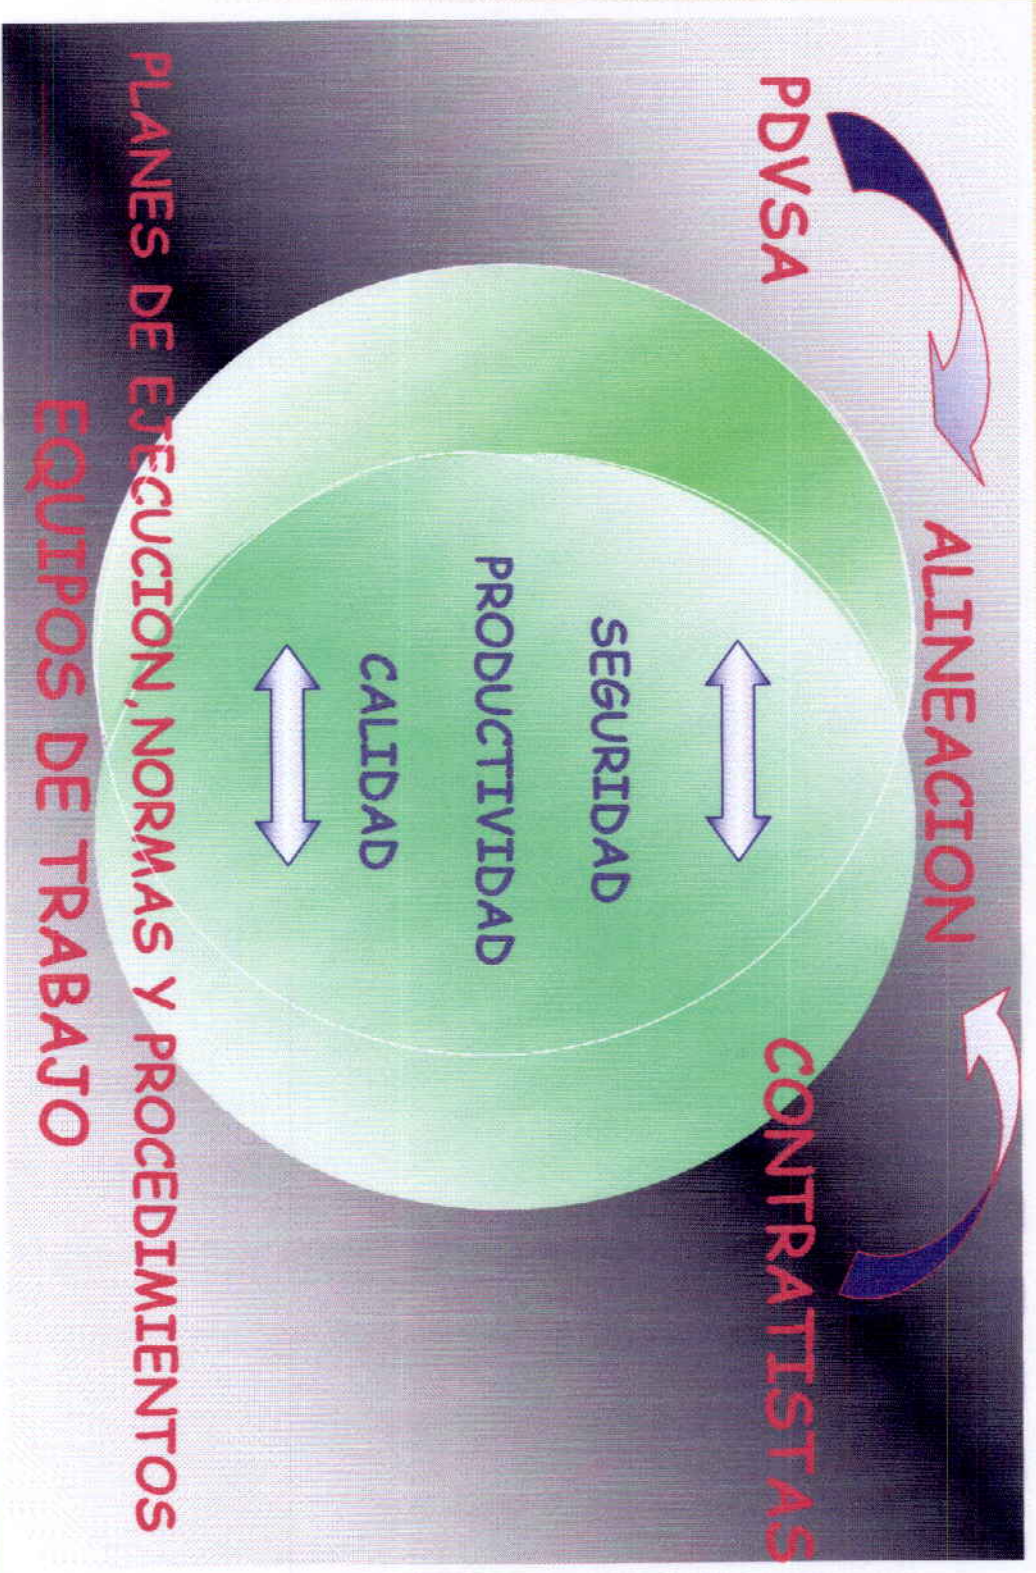 ALINEACION
PDVSA
CONTRATISTAS
SEGURIDAD
PRODUCTIVIDAD
CALIDAD
PLANES DE EJECUCION, NORMAS Y PROCEDIMIENTOS
EQUIPOS DE TRABAJO